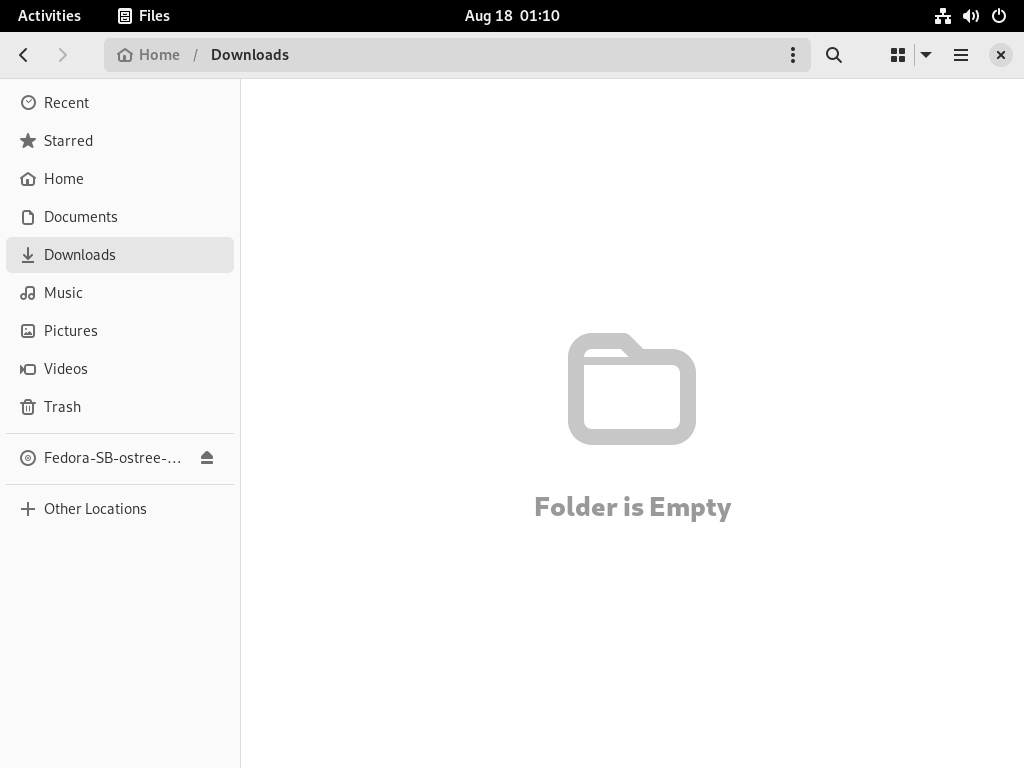 Activities Files Aug 18 01:10
Home / Downloads
Recent
Starred
Home
Documents
Downloads
Music
Pictures
Videos
Trash
Fedora-SB-ostree-…
Other Locations
Folder is Empty